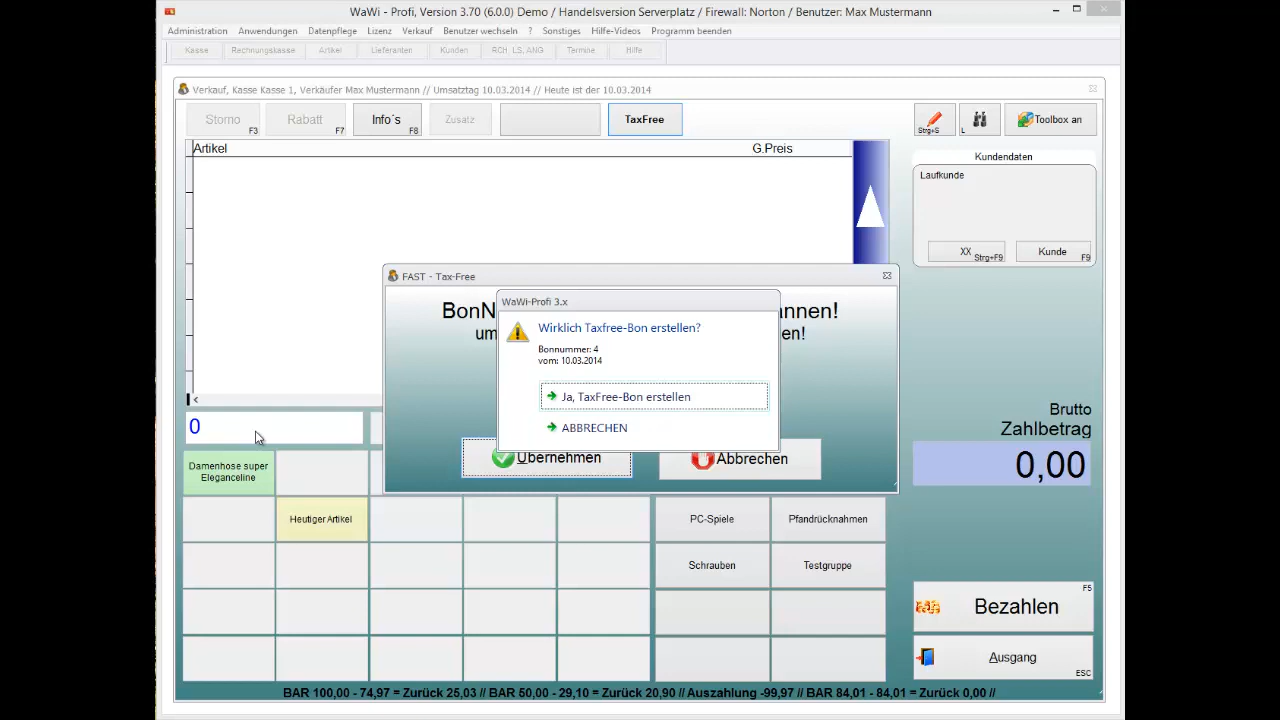 WaWi - Profi, Version 3.70 (6.0.0) Demo / Handelsversion Serverplatz / Firewall: Norton / Benutzer: Max Mustermann
Administration Anwendungen Datenpflege Lizenz Verkauf Benutzer wechseln ? Sonstiges Hilfe-Videos Programm beenden
Kasse Rechnungskasse Artikel Lieferanten Kunden RCH, LS, ANG Termine Hilfe
Verkauf, Kasse Kasse 1, Verkäufer Max Mustermann // Umsatztag 10.03.2014 // Heute ist der 10.03.2014
Storno F3 Rabatt F7 Info´s F8 Zusatz TaxFree Strg+S L Toolbox an
Artikel G.Preis
Kundendaten
Laufkunde
XX Strg+F9 Kunde F9
FAST - Tax-Free
BonN
annen!
um
en!
WaWi-Profi 3.x
Wirklich Taxfree-Bon erstellen?
Bonnummer: 4
vom: 10.03.2014
Ja, TaxFree-Bon erstellen
ABBRECHEN
Übernehmen Abbrechen
<
0
Brutto
Zahlbetrag
0,00
Damenhose super
Eleganceline
Heutiger Artikel
PC-Spiele Pfandrücknahmen
Schrauben Testgruppe
Bezahlen F5
Ausgang ESC
BAR 100,00 - 74,97 = Zurück 25,03 // BAR 50,00 - 29,10 = Zurück 20,90 // Auszahlung -99,97 // BAR 84,01 - 84,01 = Zurück 0,00 //